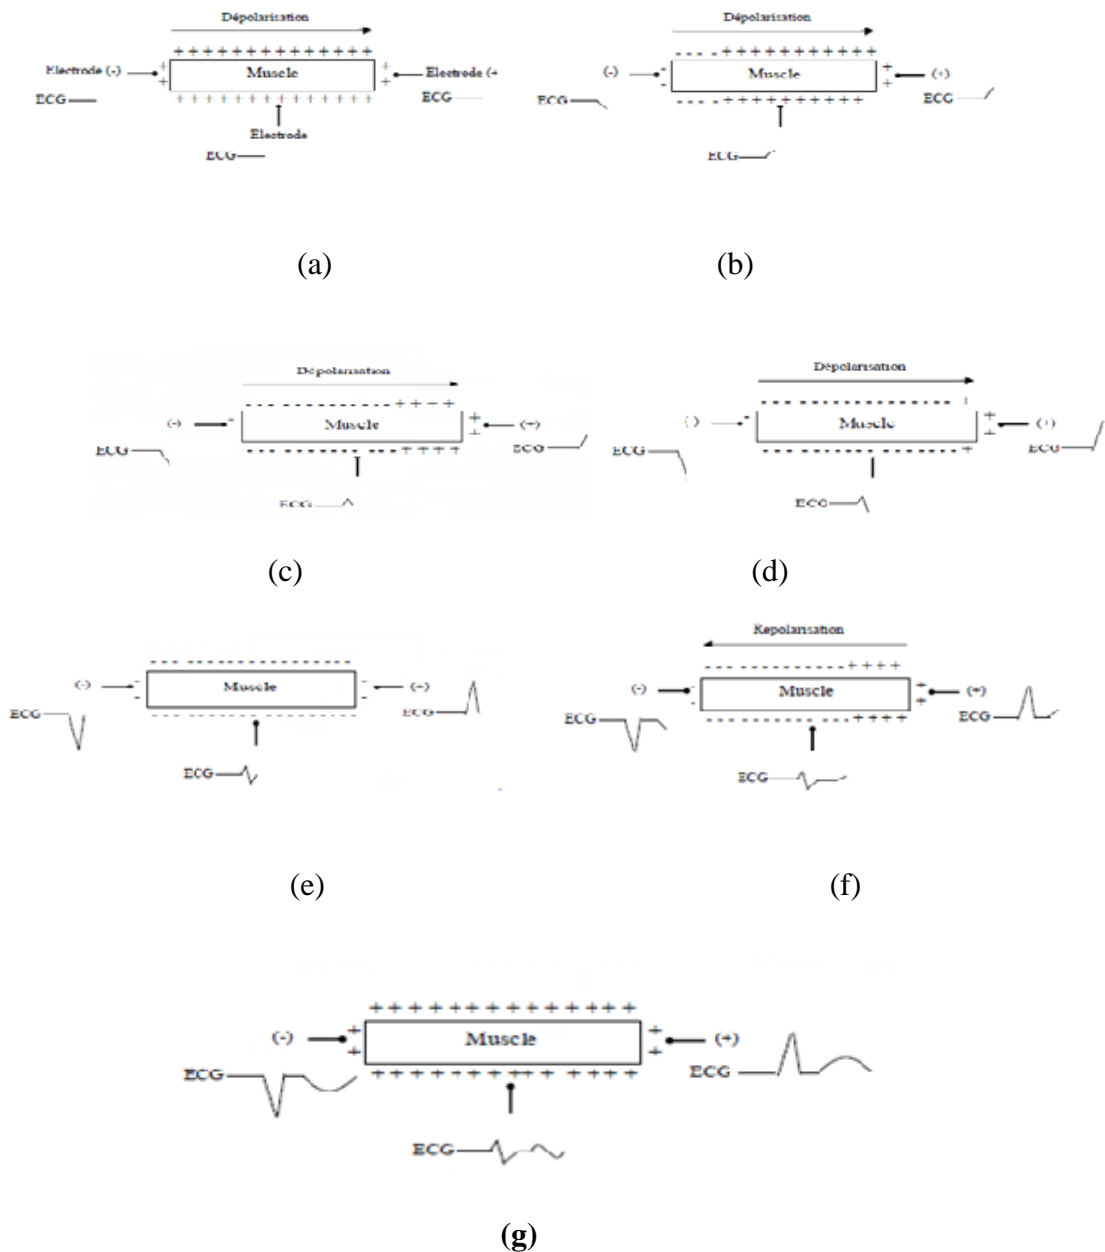 Dépolarisation
+ + + + + + + + + + + + + +
Electrode (-)
+
+
Muscle
+
+
Electrode (+
ECG
+ + + + + + + + + + + + + +
ECG
Electrode
ECG
(a)
Dépolarisation
- - - - + + + + + + + + + +
(-)
-
-
Muscle
+
+
(+)
ECG
- - - - + + + + + + + + + +
ECG
ECG
(b)
Dépolarisation
- - - - - - - - - - - - - + + + +
(-)
-
Muscle
+
+
(+)
ECG
- - - - - - - - - - - - - + + + +
ECG
ECG
(c)
Dépolarisation
- - - - - - - - - - - - - - - - - +
( )
-
Muscle
+
+
(+)
ECG
- - - - - - - - - - - - - - - - - +
ECG
ECG
(d)
- - - - - - - - - - - - - - - - - -
(-)
-
-
Muscle
-
-
(+)
ECG
- - - - - - - - - - - - - - - - - -
ECG
ECG
(e)
Repolarisation
- - - - - - - - - - - - + + + +
(-)
-
-
Muscle
+
+
(+)
ECG
- - - - - - - - - - - - + + + +
ECG
ECG
(f)
+ + + + + + + + + + + + + +
(-)
+
+
Muscle
+
+
(+)
ECG
+ + + + + + + + ++ + + + + +
ECG
ECG
(g)